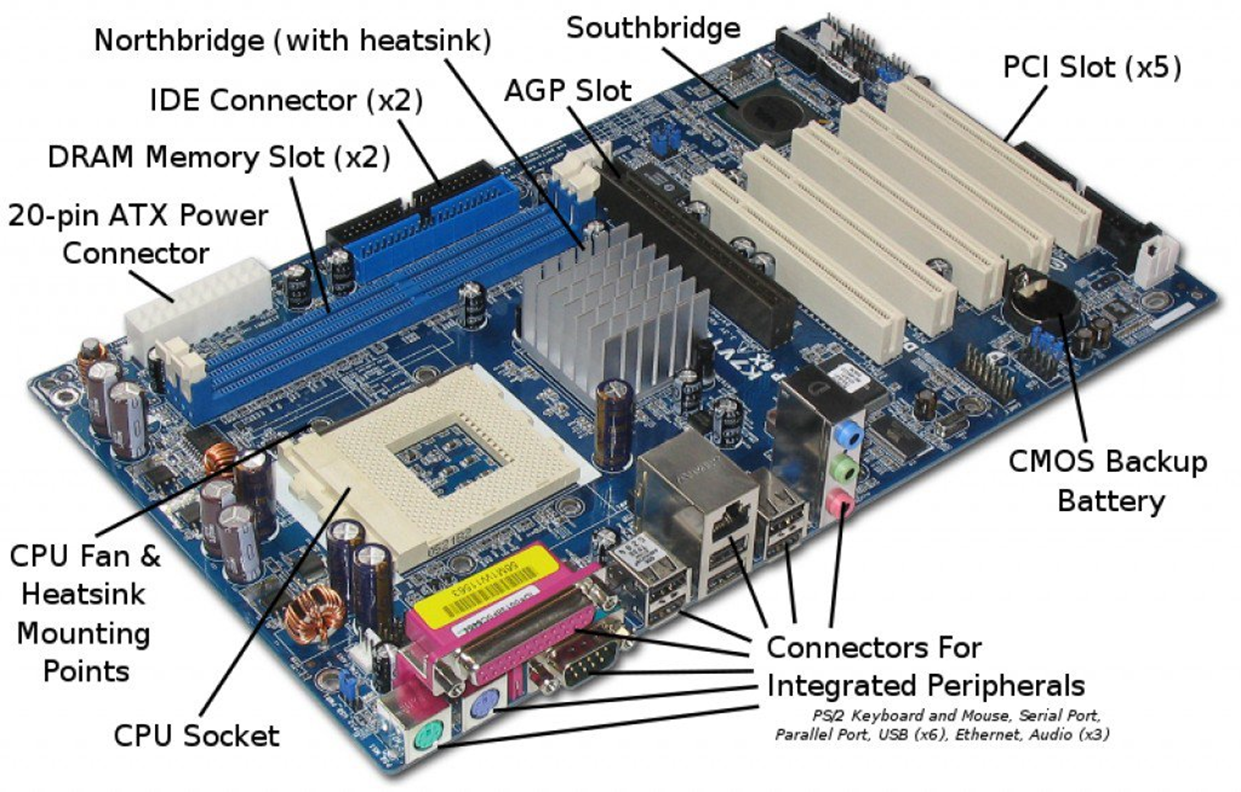 Northbridge (with heatsink)
Southbridge
IDE Connector (x2)
AGP Slot
PCI Slot (x5)
DRAM Memory Slot (x2)
20-pin ATX Power
Connector
CMOS Backup
Battery
CPU Fan &
Heatsink
Mounting
Points
CPU Socket
Connectors For
Integrated Peripherals
PS/2 Keyboard and Mouse, Serial Port,
Parallel Port, USB (x6), Ethernet, Audio (x3)